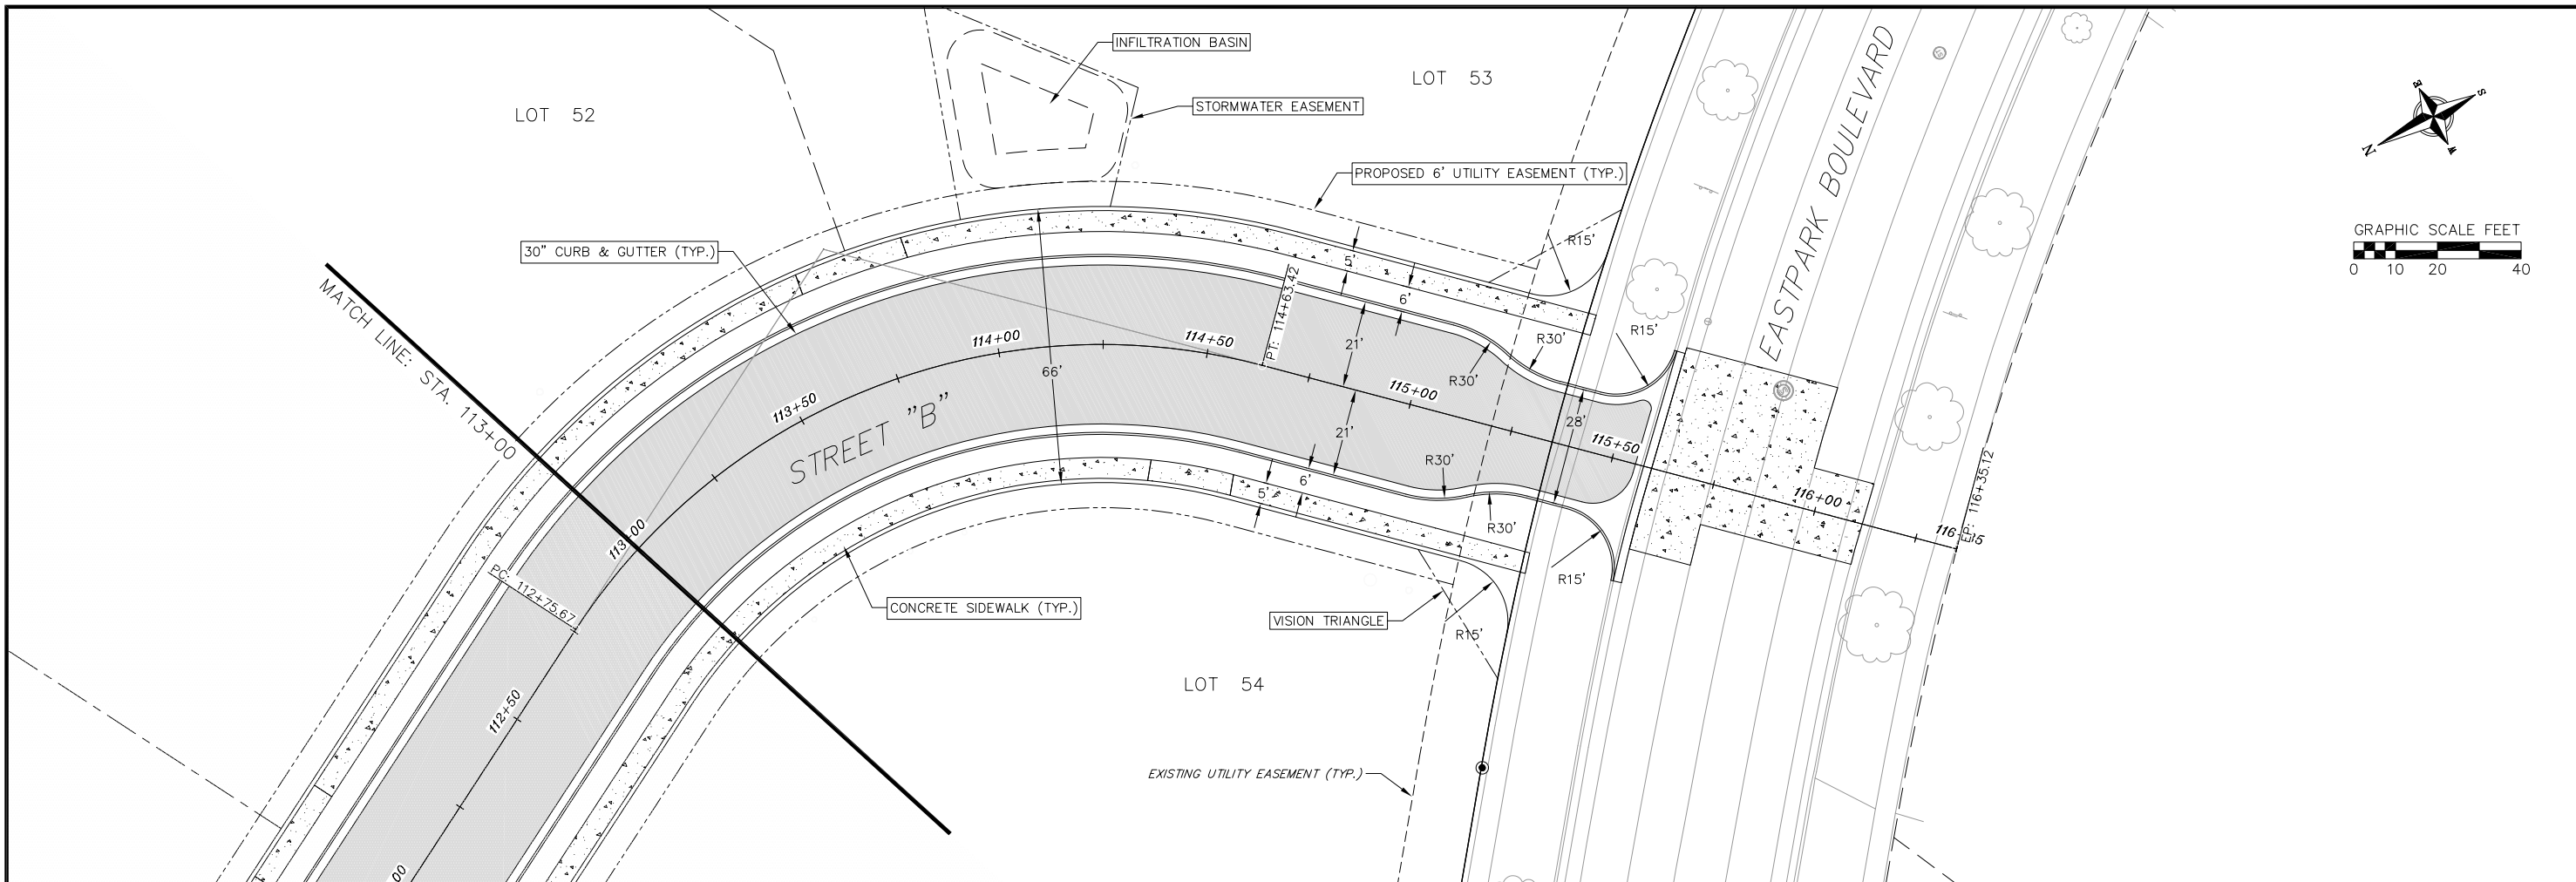 INFILTRATION BASIN
STORMWATER EASEMENT
LOT 53
LOT 52
PROPOSED 6' UTILITY EASEMENT (TYP.)
30" CURB & GUTTER (TYP.)
EASTPARK BOULEVARD
E
S
N
W
GRAPHIC SCALE FEET
0 10 20 40
MATCH LINE: STA. 113+00
R15'
5'
6'
PT: 114+63.42
114+00
114+50
21'
R30'
R30'
R15'
66'
113+50
115+00
STREET "B"
21'
28'
115+50
R30'
6'
5'
R30'
116+00
EP: 116+35.12
113+00
PC: 112+75.67
R15'
CONCRETE SIDEWALK (TYP.)
VISION TRIANGLE
R15'
LOT 54
112+50
EXISTING UTILITY EASEMENT (TYP.)
00